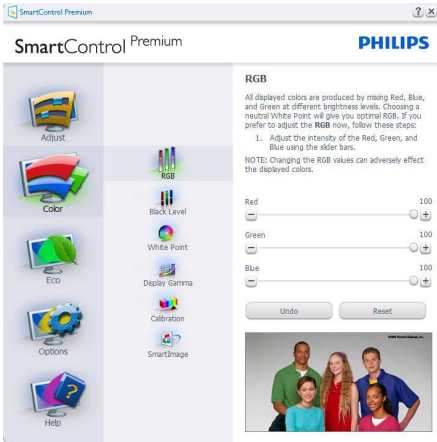 SmartControl Premium
? x
SmartControl Premium
PHILIPS
Adjust
Color
Eco
Options
Help
RGB
Black Level
White Point
Display Gamma
Calibration
SmartImage
RGB
All displayed colors are produced by mixing Red, Blue,
and Green at different brightness levels. Choosing a
neutral White Point will give you optimal RGB. If you
prefer to adjust the RGB now, follow these steps:
1. Adjust the intensity of the Red, Green, and
Blue using the slider bars.
NOTE: Changing the RGB values can adversely effect
the displayed colors.
Red 100
Green 100
Blue 100
Undo Reset